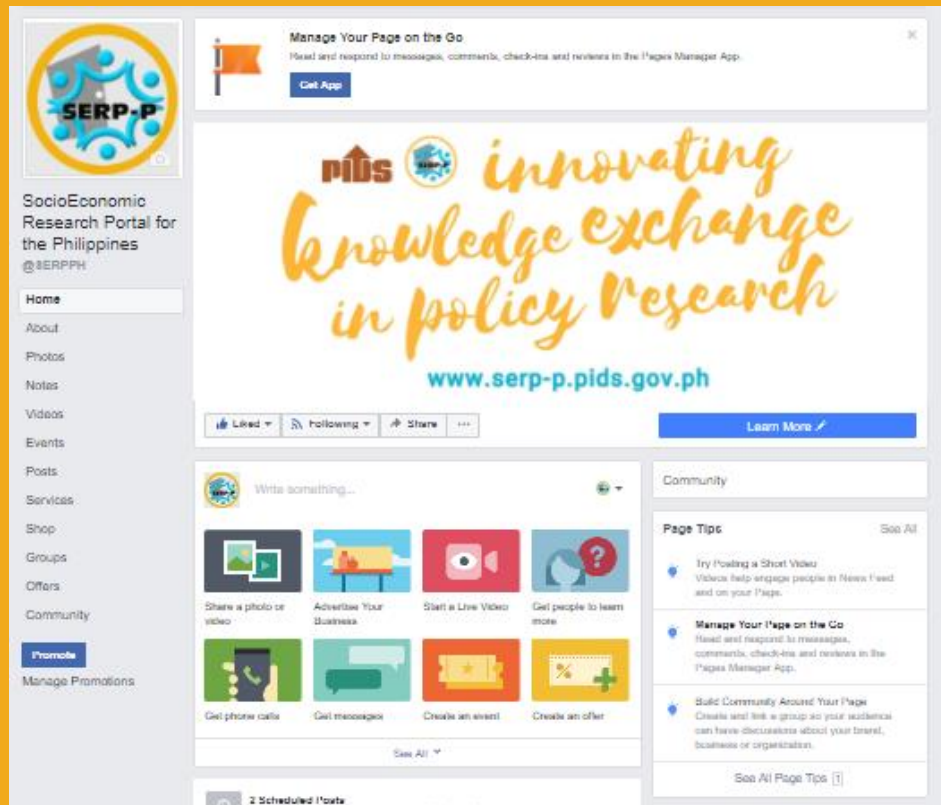 SERP-P
SocioEconomic
Research Portal for
the Philippines
@SERPPH
Home
About
Photos
Notes
Videos
Events
Posts
Services
Shop
Groups
Offers
Community
Promote
Manage Promotions
Manage Your Page on the Go
Read and respond to messages, comments, check-ins and reviews in the Pages Manager App.
Get App
pids SERP-P innovating
knowledge exchange
in policy research
www.serp-p.pids.gov.ph
Liked Following Share ...
Learn More
SERP-P
Write something...
Share a photo or
video
Advertise Your
Business
Start a Live Video
Get people to learn
more
Get phone calls
Get messages
Create an event
Create an offer
See All
2 Scheduled Posts
Community
Page Tips See All
Try Posting a Short Video
Videos help engage people in News Feed
and on your Page.
Manage Your Page on the Go
Read and respond to messages,
comments, check-ins and reviews in the
Pages Manager App.
Build Community Around Your Page
Create and link a group so your audience
can have discussions about your brand,
business or organization.
See All Page Tips 1